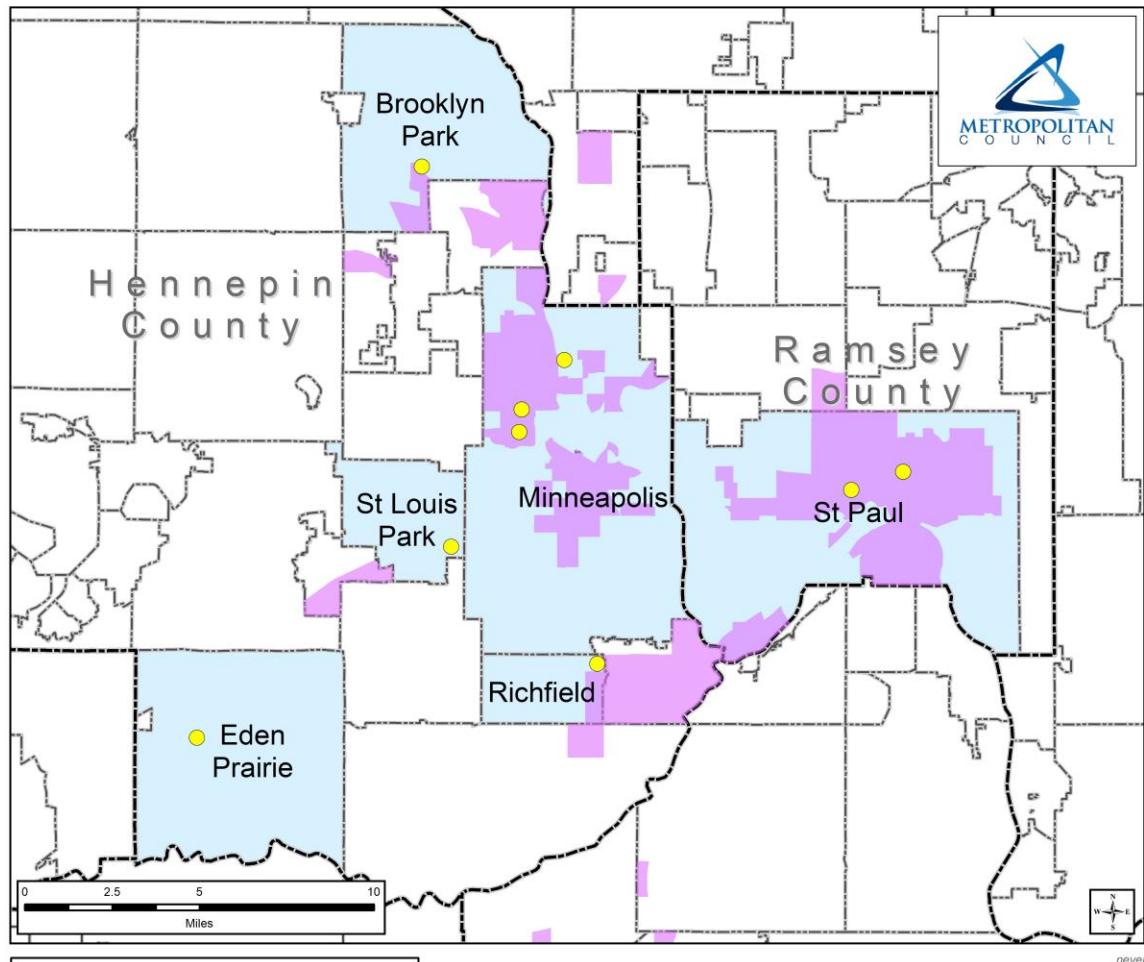 METROPOLITAN
COUNCIL
Brooklyn
Park
Hennepin
County
Ramsey
County
St Louis
Park
Minneapolis
St Paul
Richfield
Eden
Prairie
0 2.5 5 10
Miles
N
W E
S